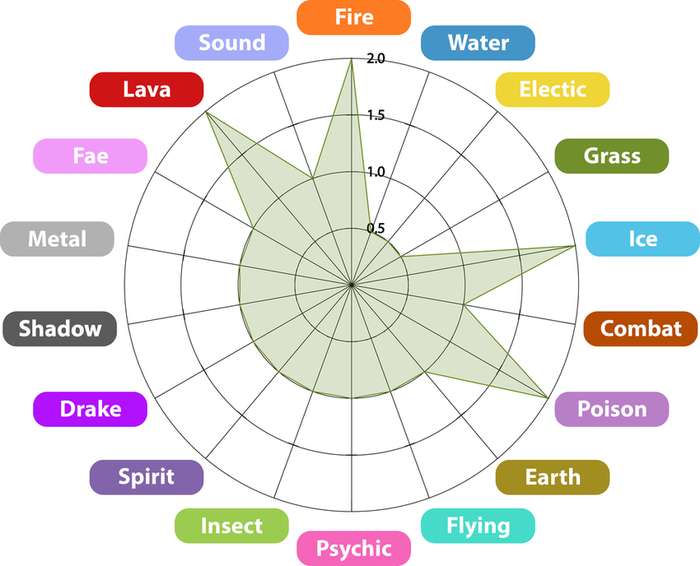 Fire
Sound
Water
2.0
Lava
Electic
1.5
Fae
Grass
1.0
0.5
Metal
Ice
Shadow
Combat
Drake
Poison
Spirit
Earth
Insect
Flying
Psychic